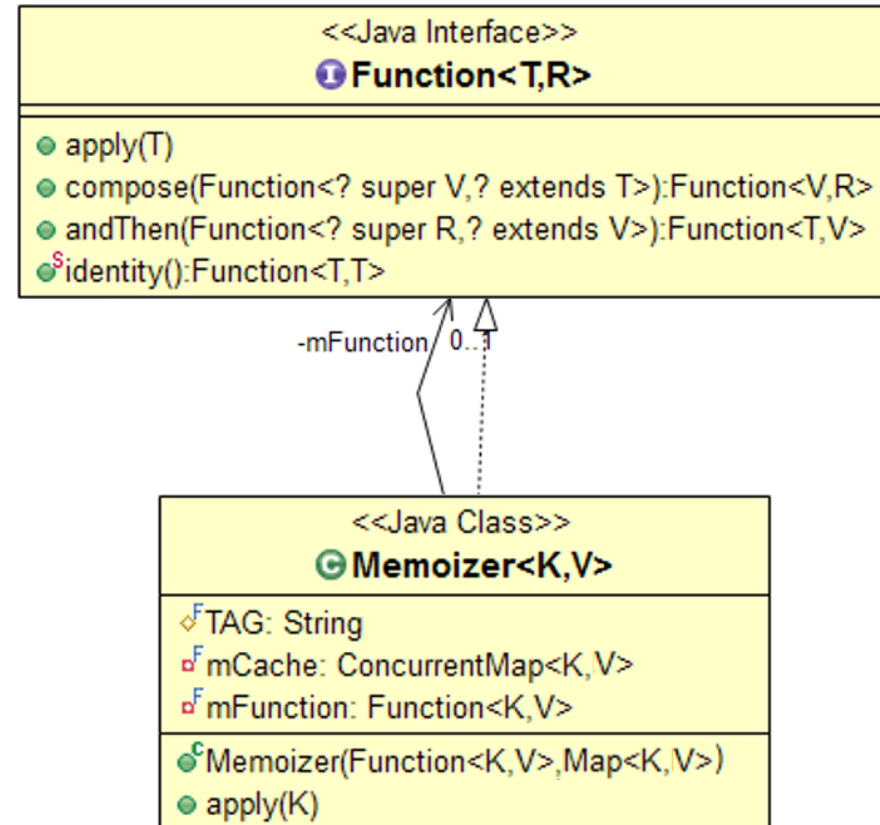 <<Java Interface>>
I Function<T,R>
apply(T)
compose(Function<? super V,? extends T>):Function<V,R>
andThen(Function<? super R,? extends V>):Function<T,V>
S identity():Function<T,T>
-mFunction 0..1
<<Java Class>>
C Memoizer<K,V>
F TAG: String
F mCache: ConcurrentMap<K,V>
F mFunction: Function<K,V>
C Memoizer(Function<K,V>,Map<K,V>)
apply(K)